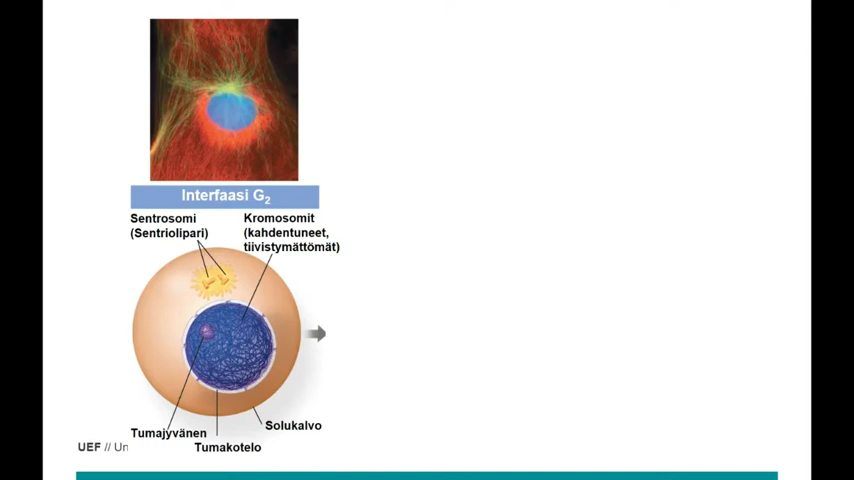 Interfaasi G₂
Sentrosomi
(Sentriolipari)
Kromosomit
(kahdentuneet,
tiivistymättömät)
Solukalvo
Tumajyvänen
Tumakotelo
UEF // Un